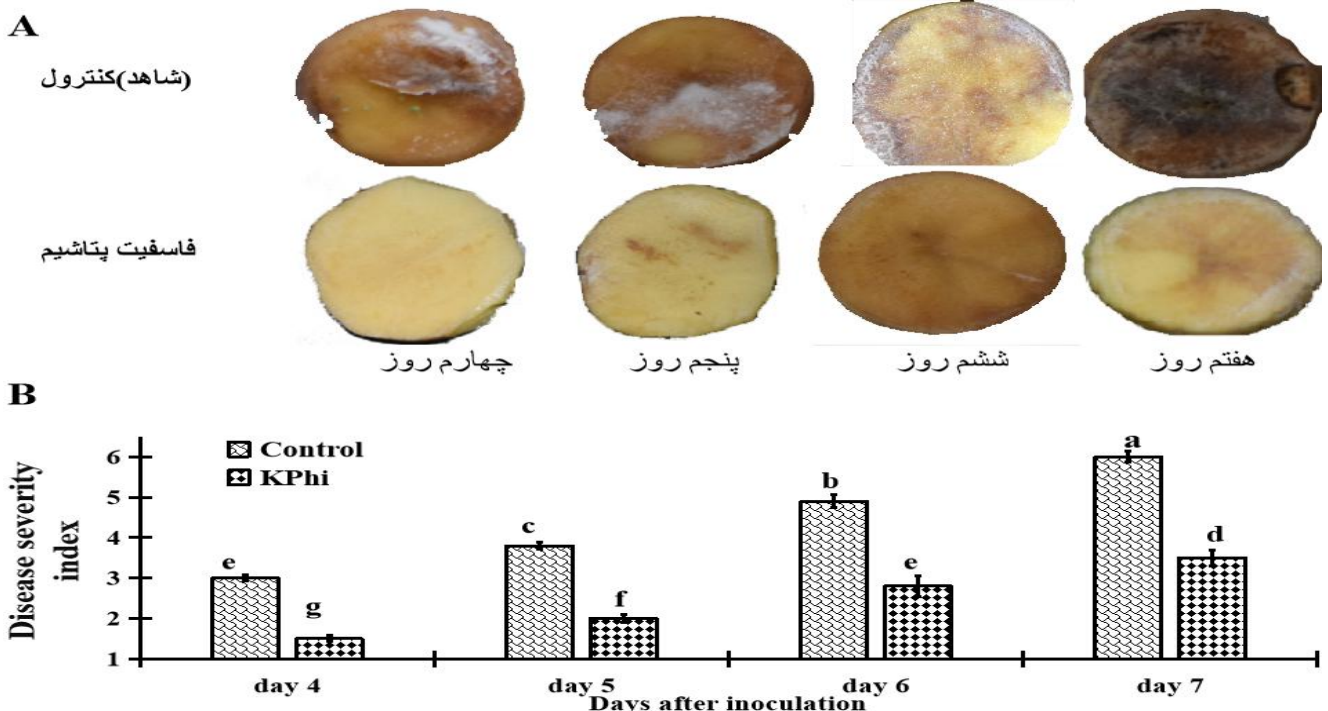 A
کنترول(شاهد)
فاسفیت پتاشیم
چهارم روز
پنجم روز
ششم روز
هفتم روز
B
Disease severity
index
Control
KPhi
6
5
4
3
2
1
e
g
c
f
b
e
a
d
day 4
day 5
day 6
day 7
Days after inoculation